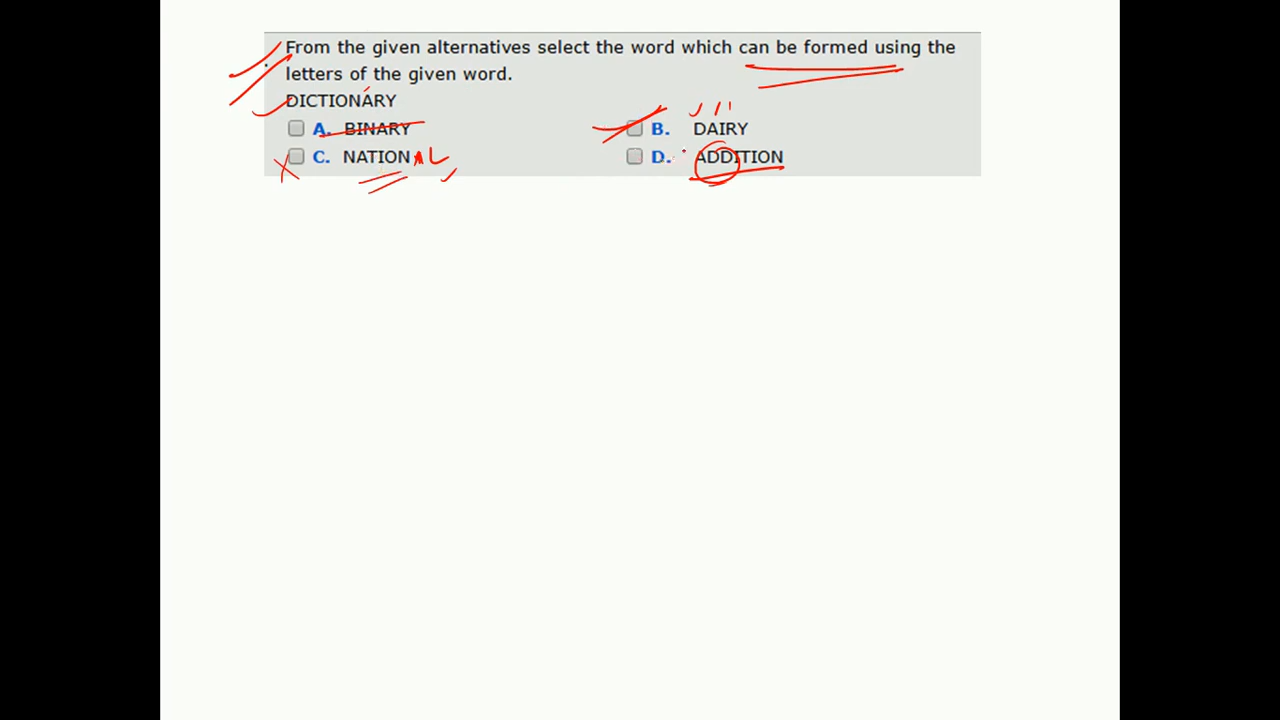 From the given alternatives select the word which can be formed using the
letters of the given word.
DICTIONARY
A. BINARY B. DAIRY
C. NATIONAL D. ADDITION